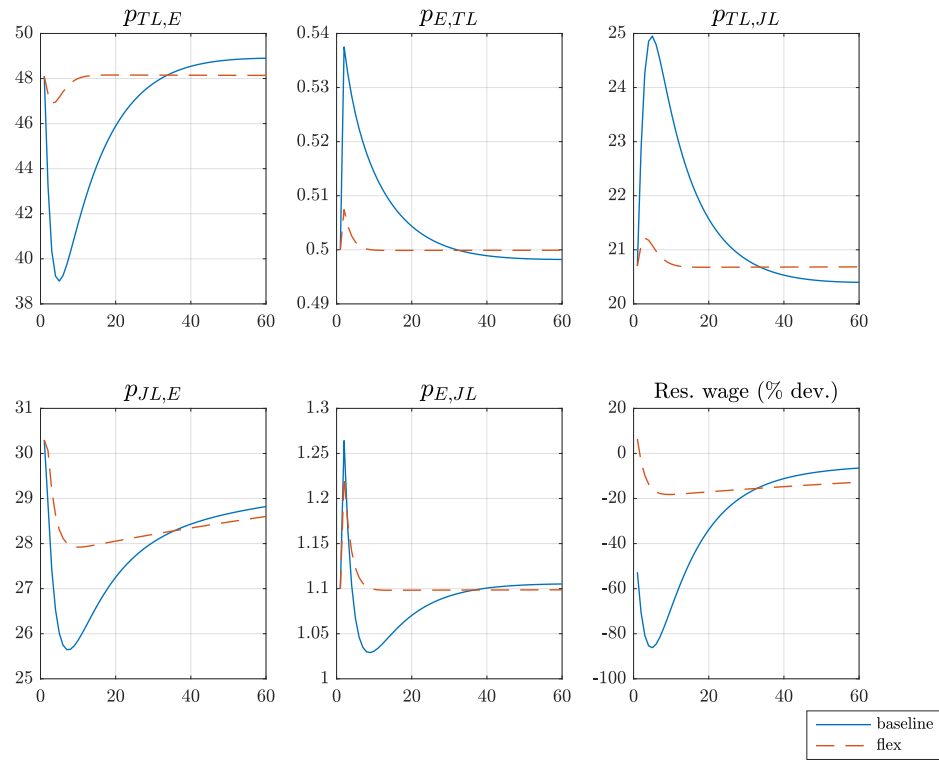 p_{TL,E}
50
48
46
44
42
40
38
0 20 40 60
p_{E,TL}
0.54
0.53
0.52
0.51
0.5
0.49
0 20 40 60
p_{TL,JL}
25
24
23
22
21
20
0 20 40 60
p_{JL,E}
31
30
29
28
27
26
25
0 20 40 60
p_{E,JL}
1.3
1.25
1.2
1.15
1.1
1.05
1
0 20 40 60
Res. wage (% dev.)
20
0
-20
-40
-60
-80
-100
0 20 40 60
baseline
flex